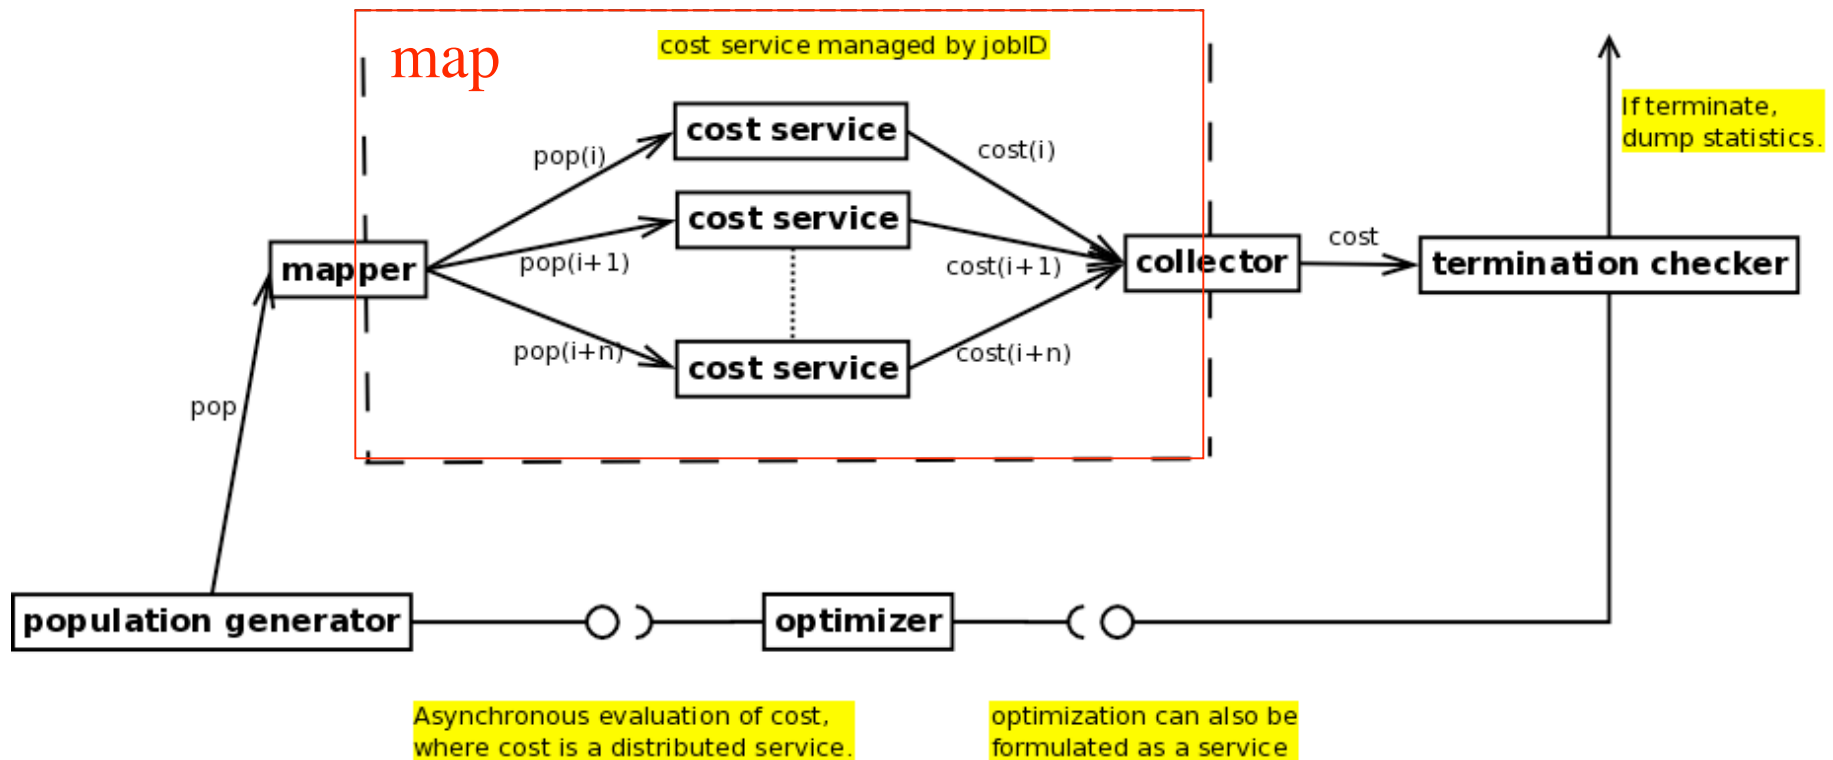 map
cost service managed by jobID
If terminate,
dump statistics.
cost service
pop(i)
cost(i)
cost service
pop(i+1)
cost(i+1)
mapper
collector
cost
termination checker
pop(i+n)
cost service
cost(i+n)
pop
population generator
optimizer
Asynchronous evaluation of cost,
where cost is a distributed service.
optimization can also be
formulated as a service